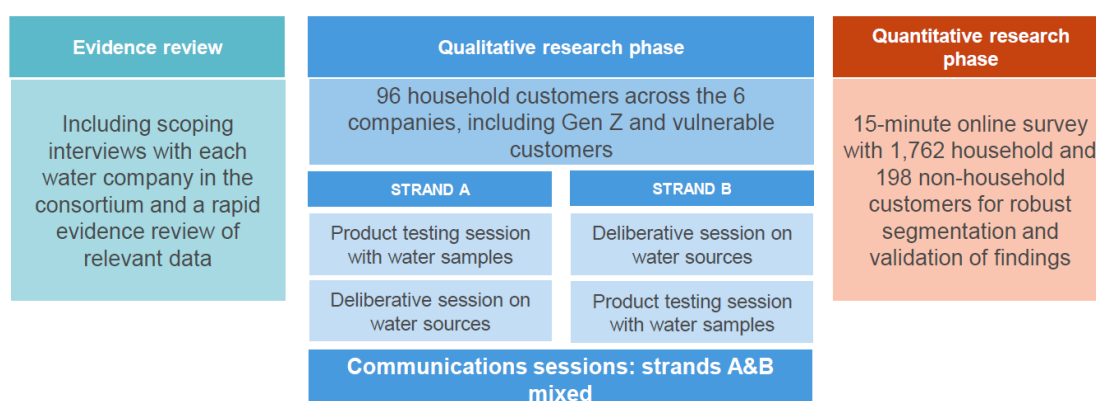 Evidence review
Including scoping
interviews with each
water company in the
consortium and a rapid
evidence review of
relevant data
Qualitative research phase
96 household customers across the 6
companies, including Gen Z and vulnerable
customers
STRAND A
Product testing session
with water samples
Deliberative session on
water sources
STRAND B
Deliberative session on
water sources
Product testing session
with water samples
Communications sessions: strands A&B
mixed
Quantitative research
phase
15-minute online survey
with 1,762 household and
198 non-household
customers for robust
segmentation and
validation of findings